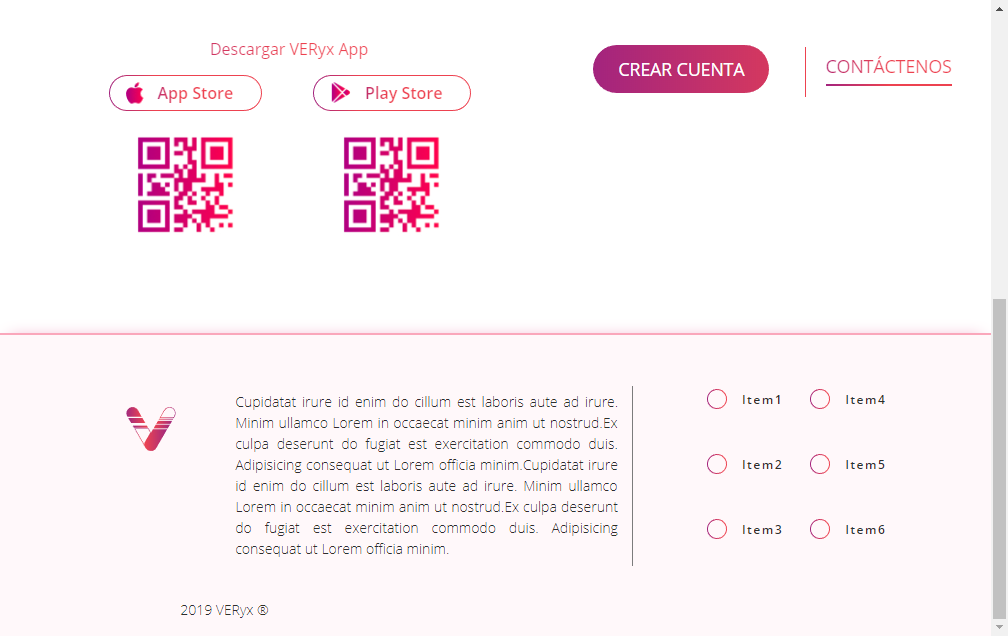 Descargar VERyx App
App Store
Play Store
CREAR CUENTA
CONTÁCTENOS
Cupidatat irure id enim do cillum est laboris aute ad irure.
Minim ullamco Lorem in occaecat minim anim ut nostrud.Ex
culpa deserunt do fugiat est exercitation commodo duis.
Adipisicing consequat ut Lorem officia minim.Cupidatat irure
id enim do cillum est laboris aute ad irure. Minim ullamco
Lorem in occaecat minim anim ut nostrud.Ex culpa deserunt
do fugiat est exercitation commodo duis. Adipisicing
consequat ut Lorem officia minim.
Item1
Item4
Item2
Item5
Item3
Item6
2019 VERyx ®